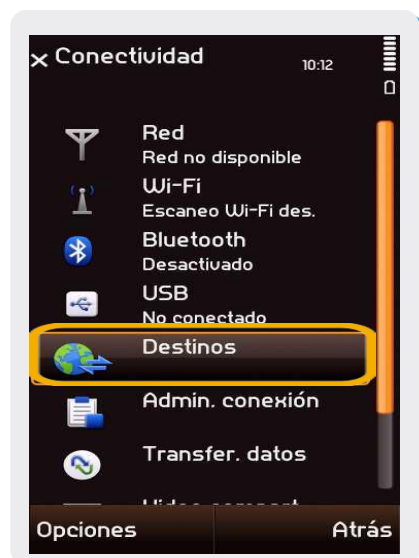 Conectividad
10:12
Red
Red no disponible
Wi-Fi
Escaneo Wi-Fi des.
Bluetooth
Desactivado
USB
No conectado
Destinos
Admin. conexión
Transfer. datos
Opciones
Atrás